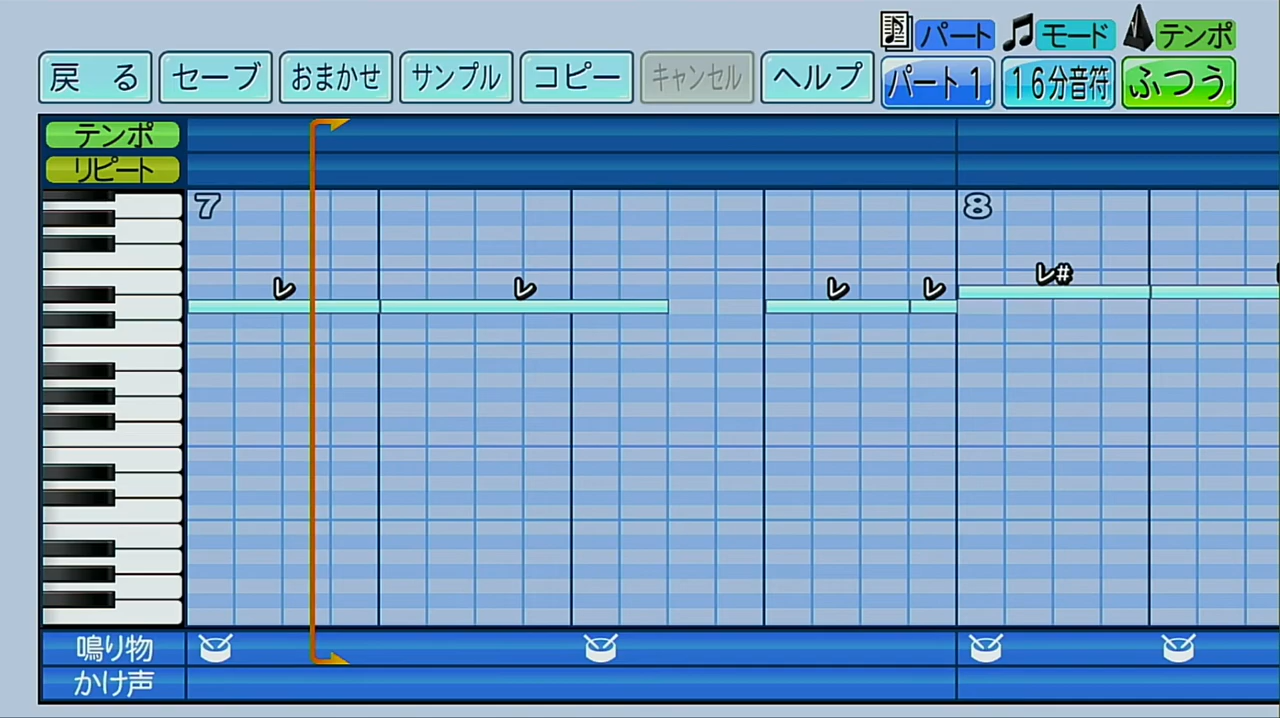 パート モード テンポ
戻る セーブ おまかせ サンプル コピー キャンセル ヘルプ パート1 16分音符 ふつう
テンポ
リピート
7 8
レ#
レ レ レ レ
鳴り物
かけ声